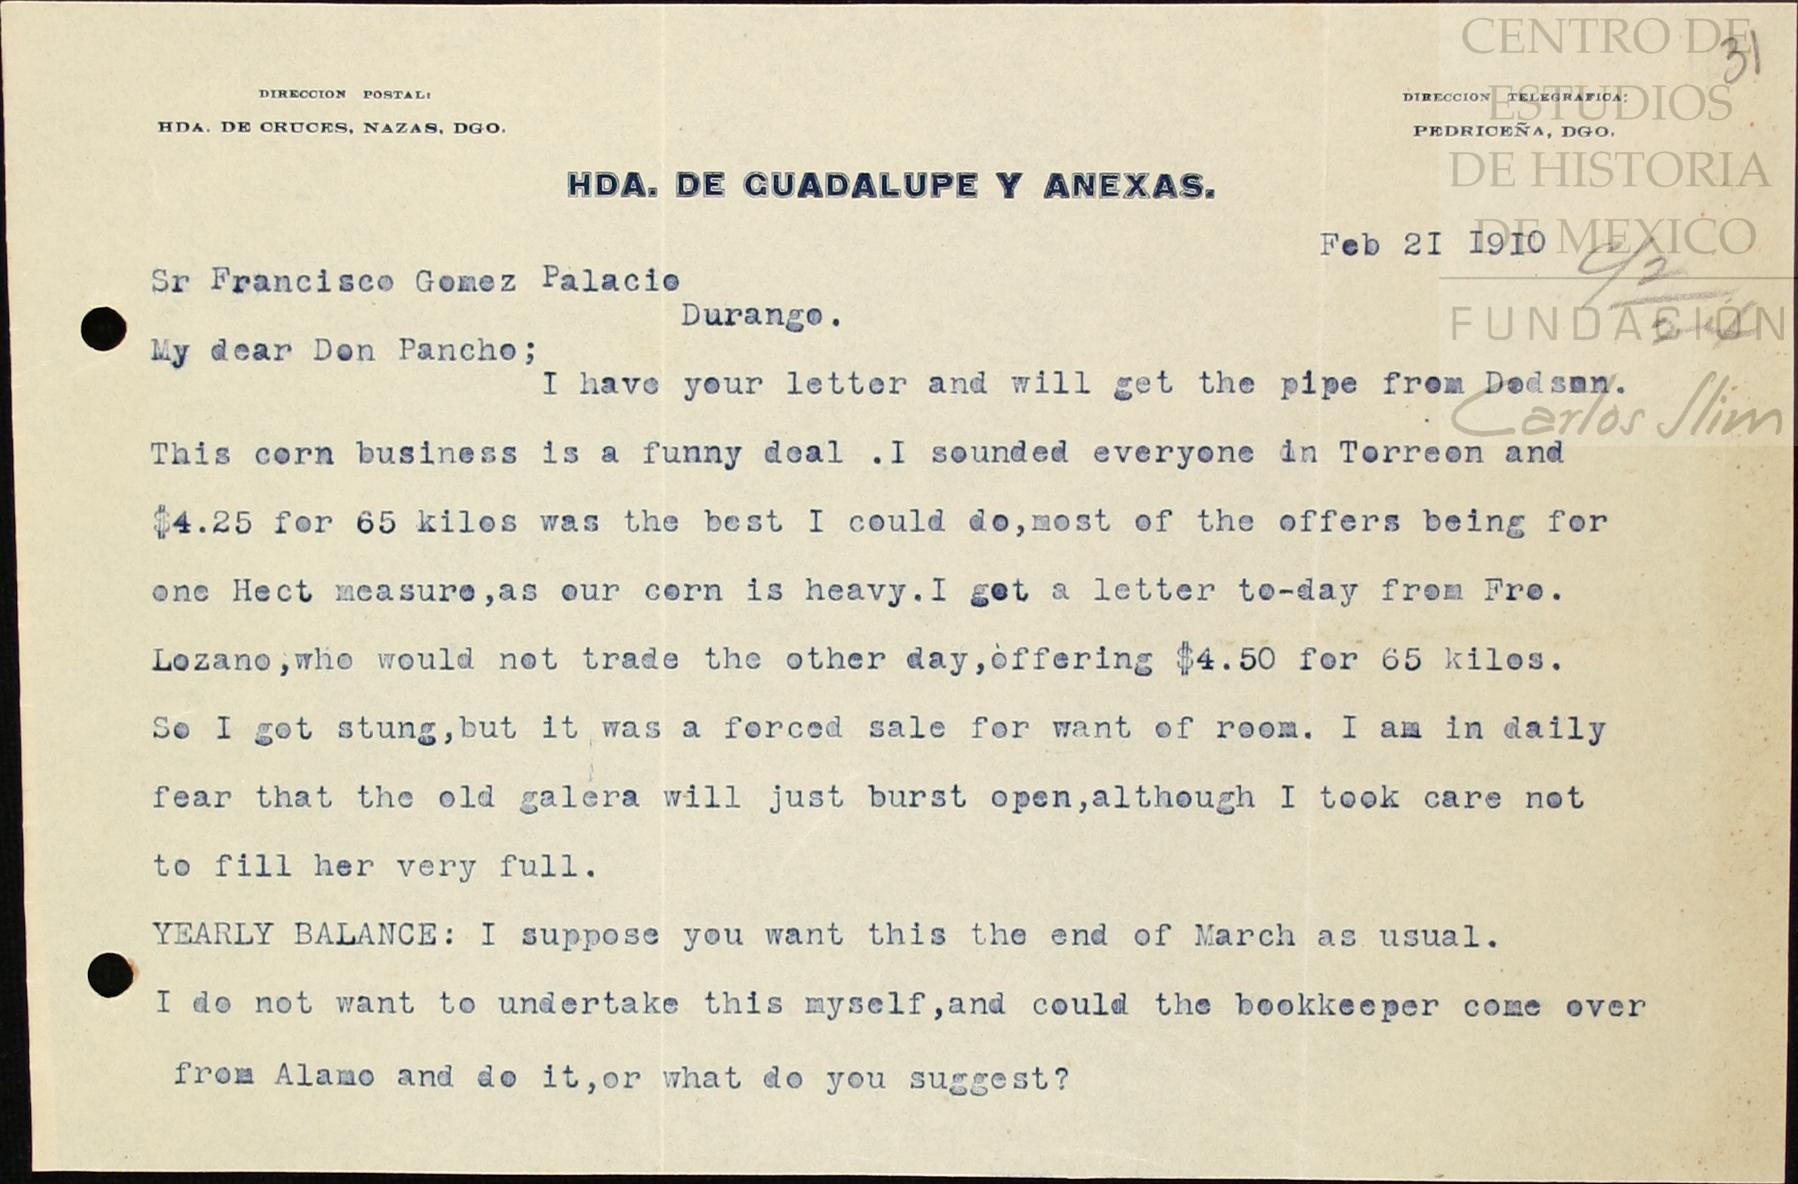 CENTRO DE
ESTUDIOS
DE HISTORIA
DE MEXICO
FUNDACIÓN
Carlos Slim
31
DIRECCION POSTAL:
HDA. DE CRUCES, NAZAS, DGO.
DIRECCION TELEGRAFICA:
PEDRICEÑA, DGO.
HDA. DE GUADALUPE Y ANEXAS.
Feb 2I I9I0
Sr Francisco Gomez Palacio
Durango.
My dear Don Pancho;
I have your letter and will get the pipe from Dodson.
This corn business is a funny deal .I sounded everyone in Torreon and
$4.25 for 65 kilos was the best I could do,most of the offers being for
one Hect measure,as our corn is heavy.I got a letter to-day from Fro.
Lozano,who would not trade the other day,offering $4.50 for 65 kilos.
So I got stung,but it was a forced sale for want of room. I am in daily
fear that the old galera will just burst open,although I took care not
to fill her very full.
YEARLY BALANCE: I suppose you want this the end of March as usual.
I do not want to undertake this myself,and could the bookkeeper come over
from Alamo and do it,or what do you suggest?